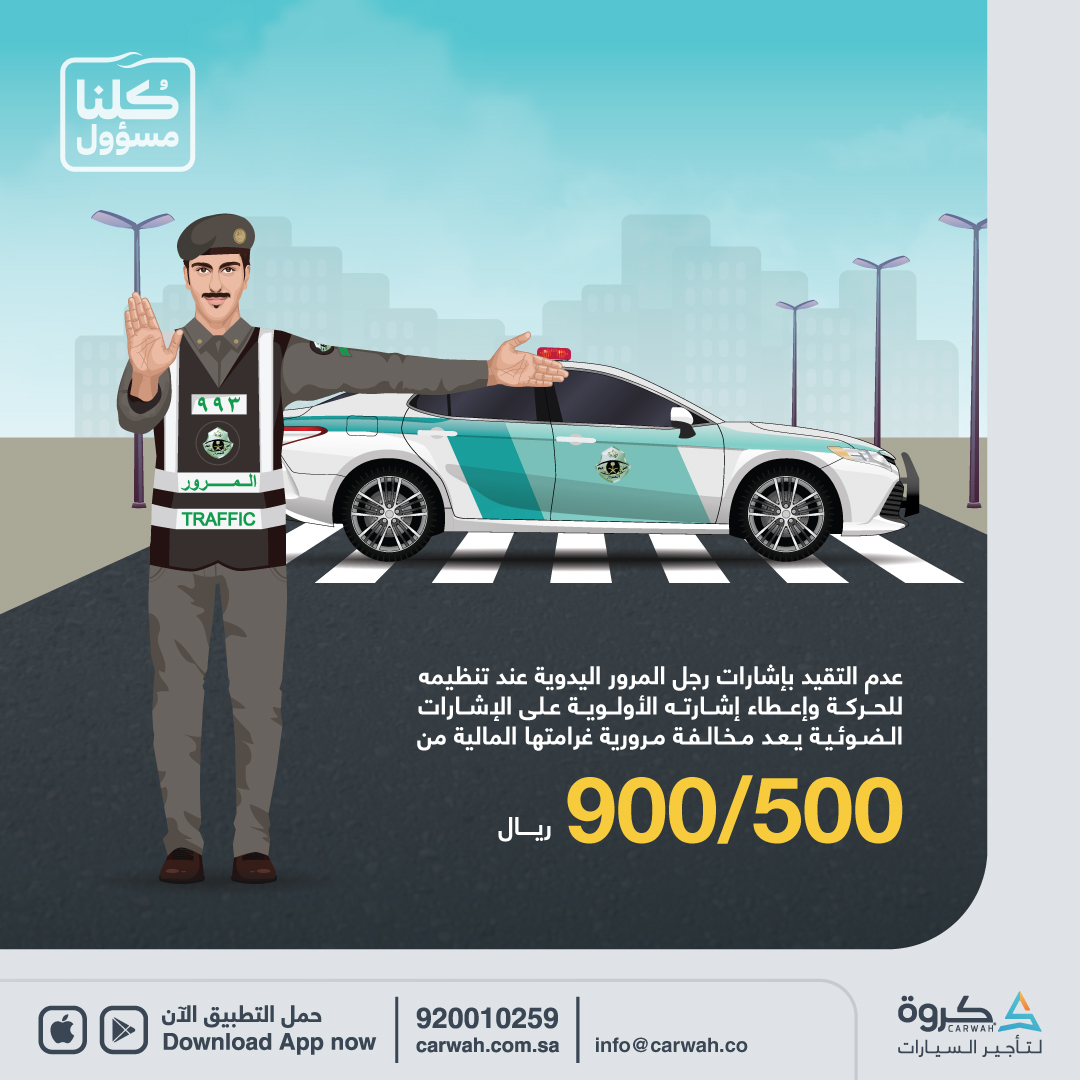 كُلنا
مسؤول
٩٩٣
المـــرور
TRAFFIC
عدم التقيد بإشارات رجل المرور اليدوية عند تنظيمه
للحركة وإعطاء إشارته الأولوية على الإشارات
الضوئية يعد مخالفة مرورية غرامتها المالية من
900/500 ريال
حمل التطبيق الآن
Download App now
920010259
carwah.com.sa
info@carwah.co
كروة
CARWAH
لتأجير السيارات